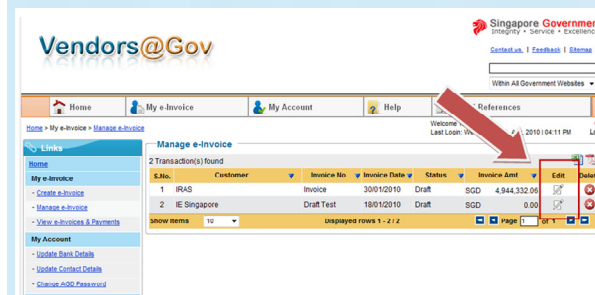 Singapore Government
Integrity • Service • Excellence
Vendors@Gov
Contact us | Feedback | Sitemap
Within All Government Websites
Home My e-Invoice My Account Help References
Home > My e-Invoice > Manage e-Invoice
Welcome
Last Login: 2010 | 04:11 PM
Links
Manage e-Invoice
Home
2 Transaction(s) found
My e-Invoice
S.No. Customer Invoice No Invoice Date Status Invoice Amt Edit Delet
- Create e-Invoice
1 IRAS Invoice 30/01/2010 Draft SGD 4,944,332.06
- Manage e-Invoice
2 IE Singapore Draft Test 18/01/2010 Draft SGD 0.00
- View e-Invoices & Payments
Show Items 10 Displayed rows 1 - 2 / 2 Page 1 of 1
My Account
- Update Bank Details
- Update Contact Details
- Change AGD Password